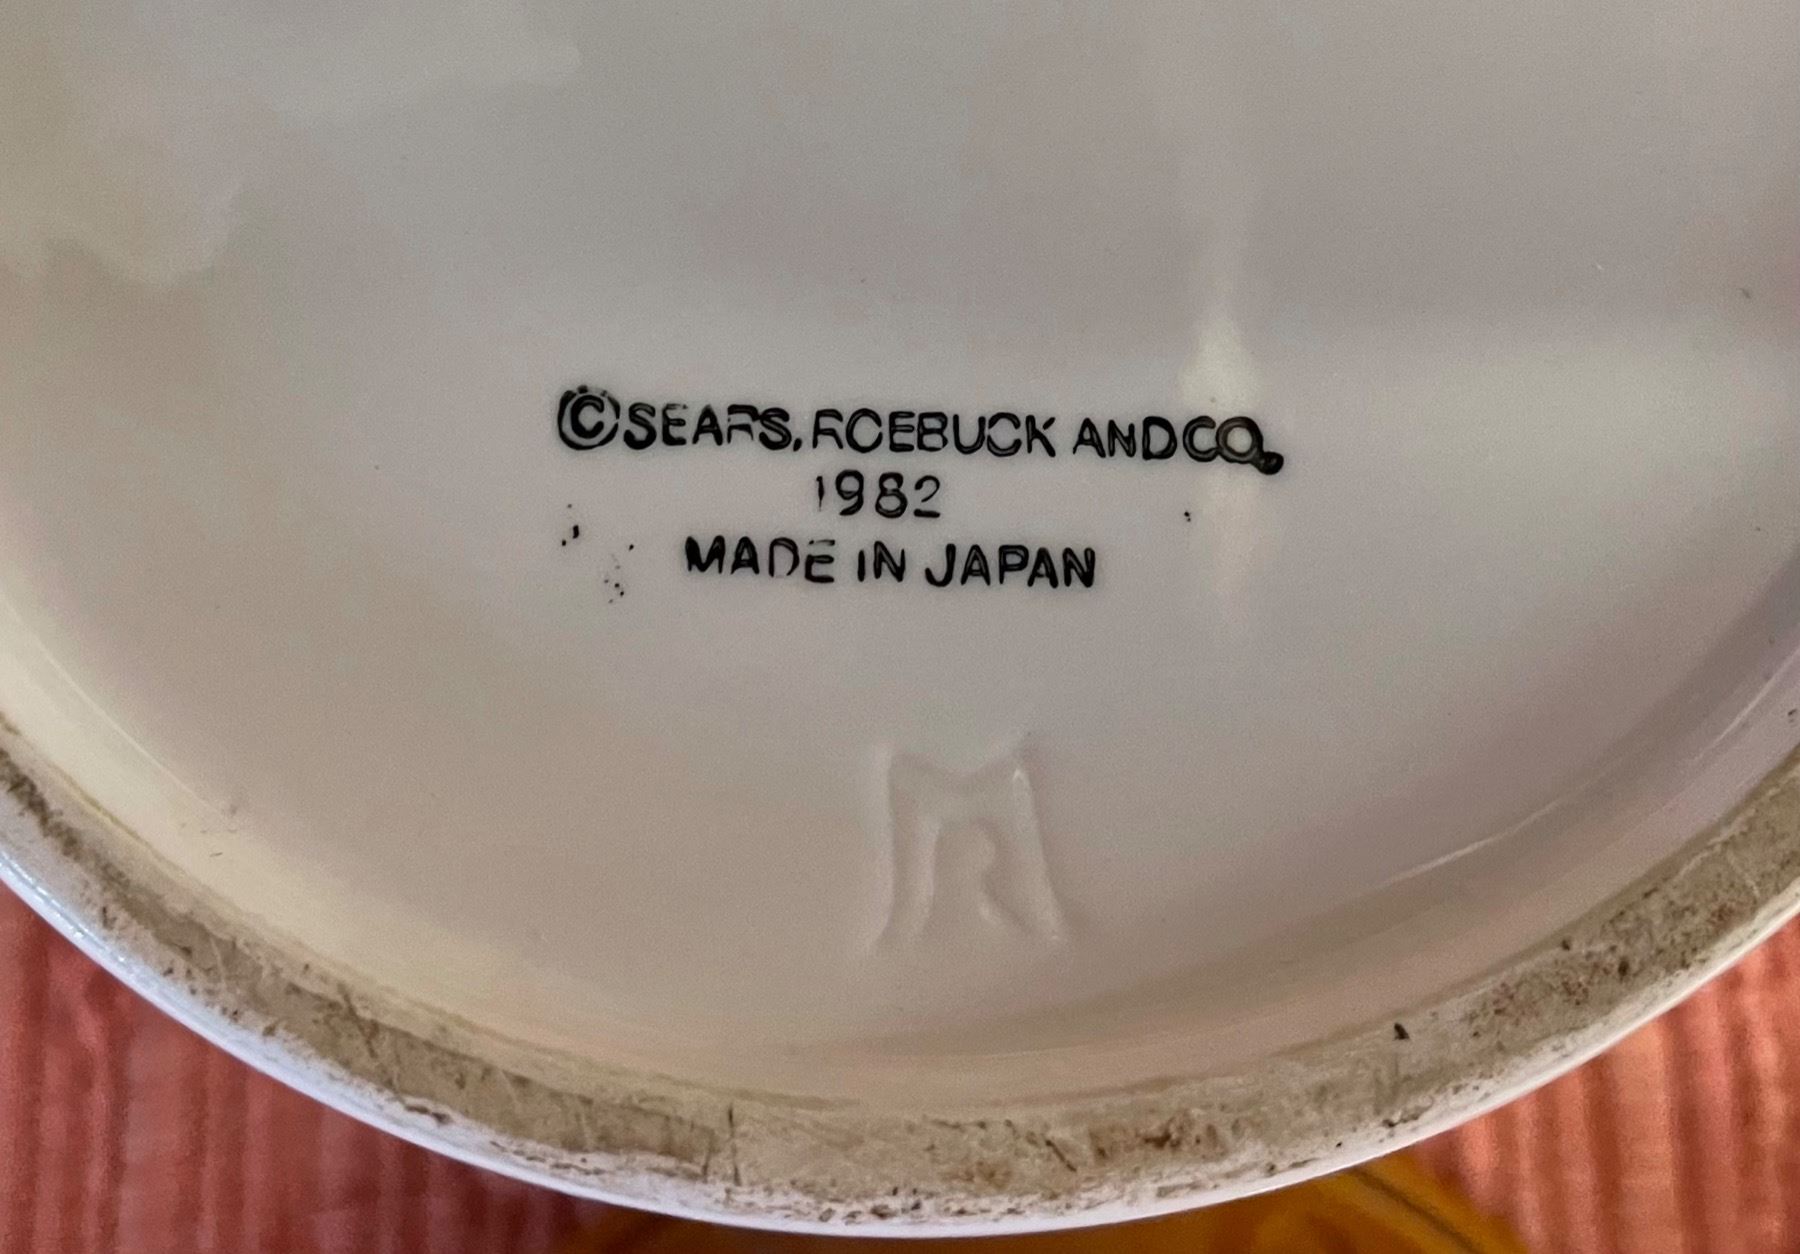 ©SEARS, ROEBUCK AND CO.
1982
MADE IN JAPAN